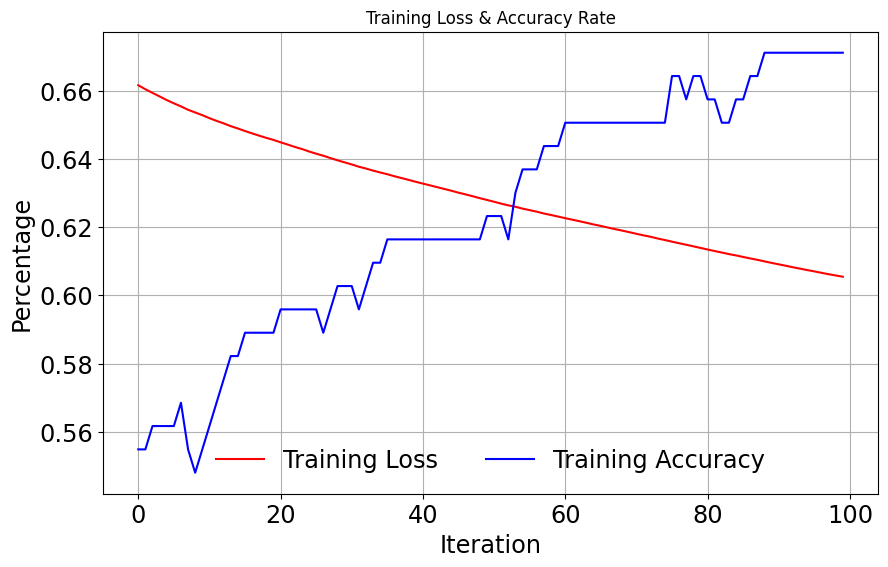 Training Loss & Accuracy Rate
Percentage
0.66
0.64
0.62
0.60
0.58
0.56
Training Loss
Training Accuracy
0 20 40 60 80 100
Iteration